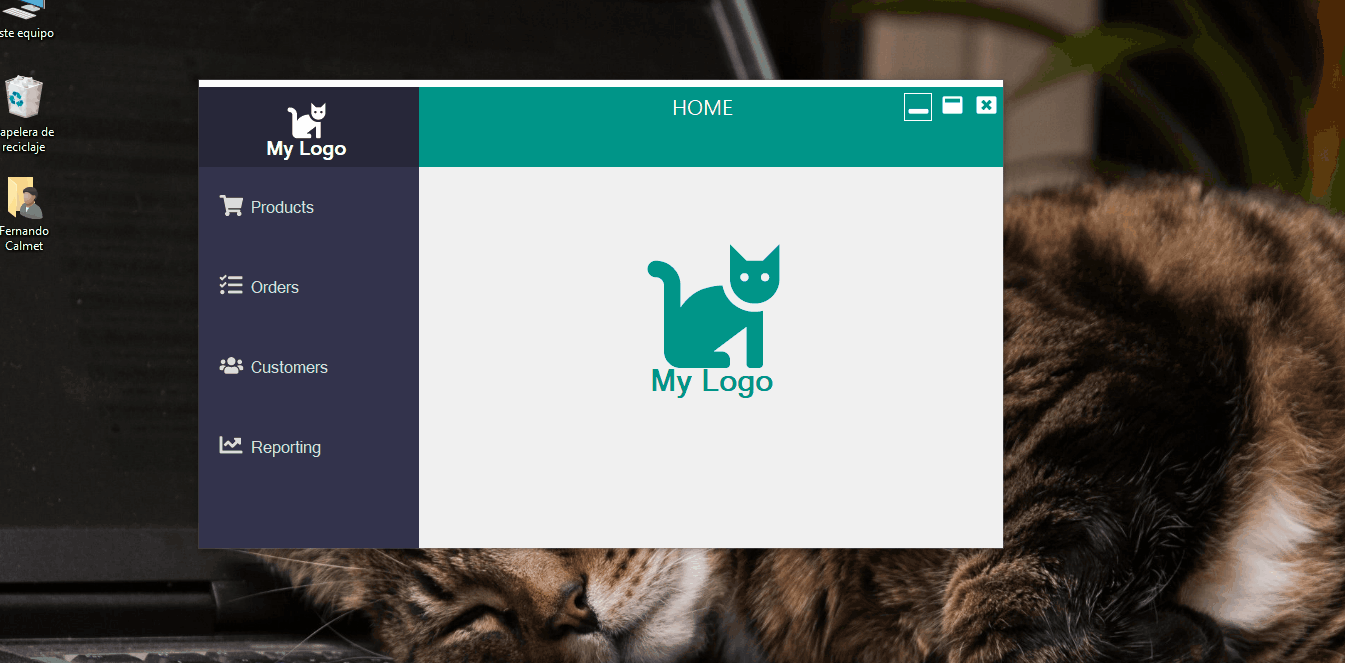 ste equipo
apelera de
reciclaje
Fernando
Calmet
My Logo
HOME
Products
Orders
Customers
Reporting
My Logo